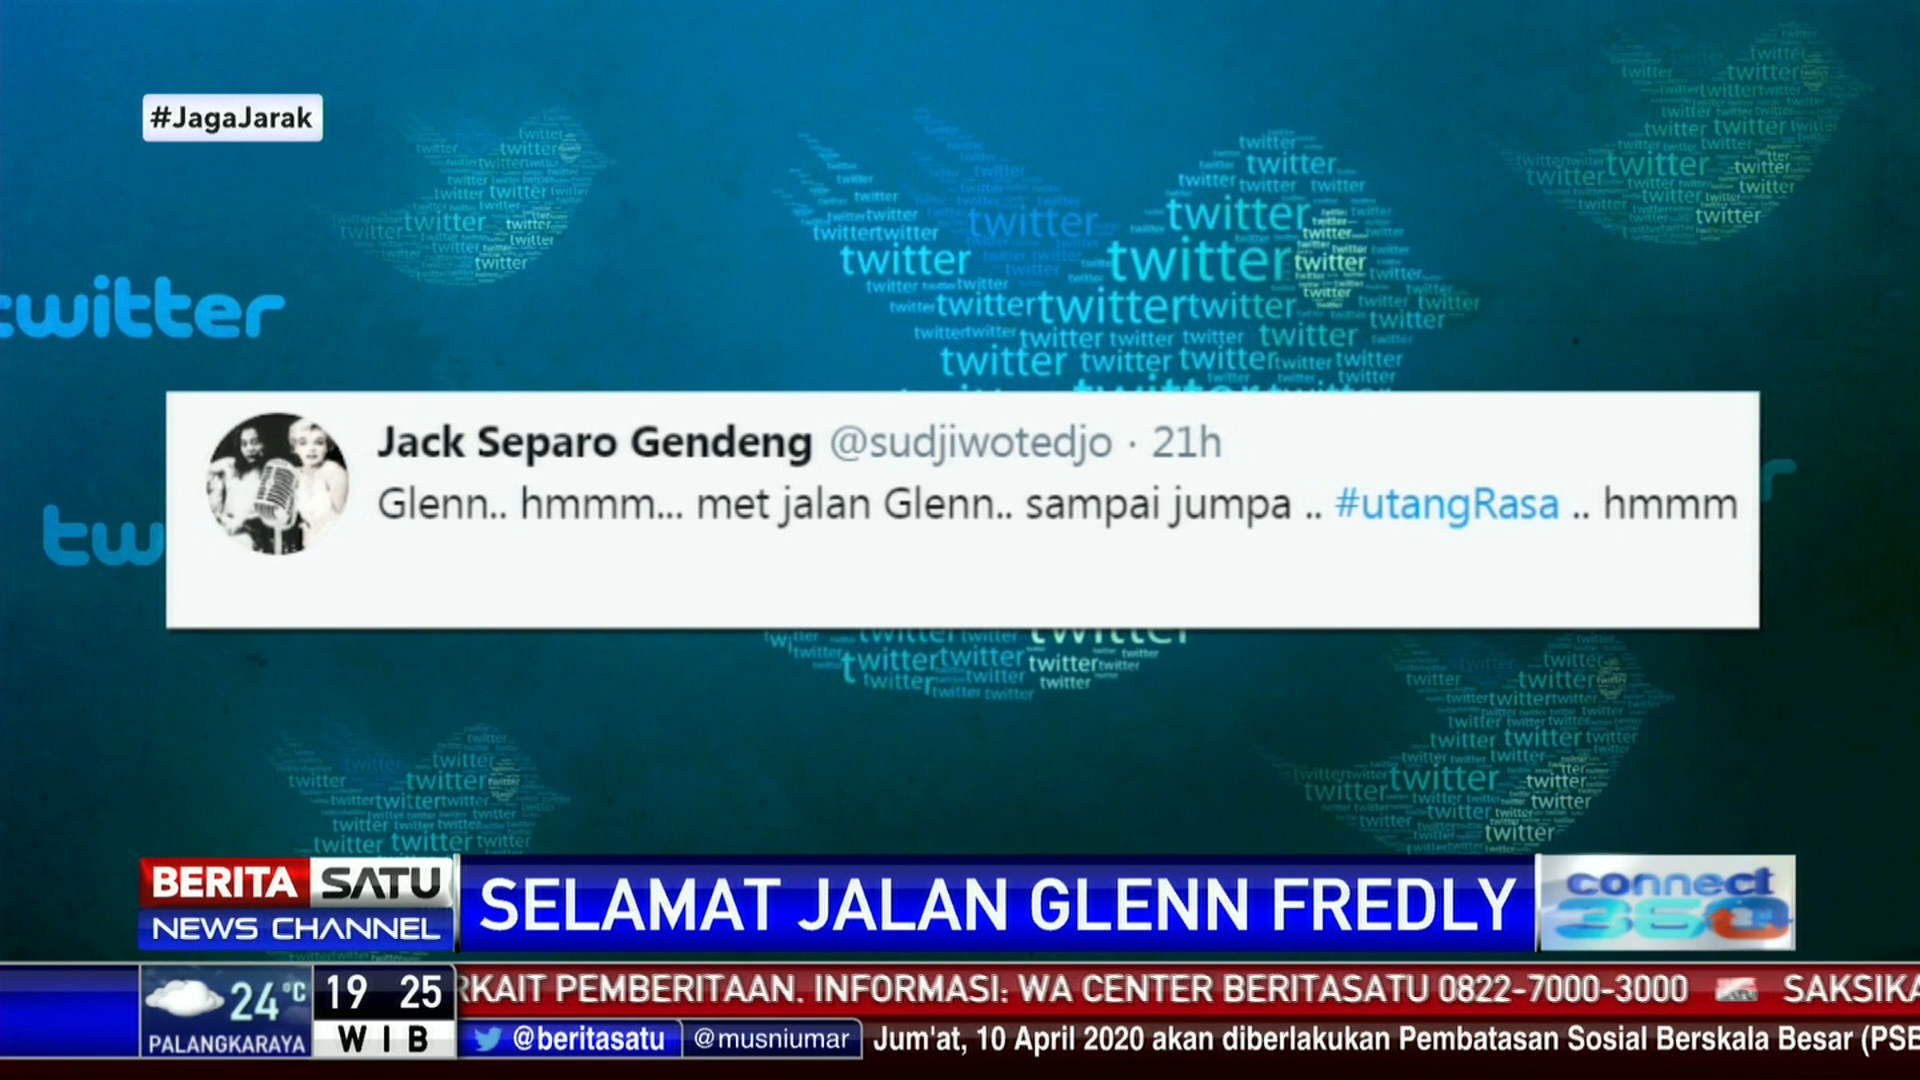 #JagaJarak
twitter
Jack Separo Gendeng @sudjiwotedjo · 21h
Glenn.. hmmm... met jalan Glenn.. sampai jumpa .. #utangRasa .. hmmm
BERITA SATU
NEWS CHANNEL
SELAMAT JALAN GLENN FREDLY
connect
360
24°C
PALANGKARAYA
19 25
WIB
RKAIT PEMBERITAAN. INFORMASI: WA CENTER BERITASATU 0822-7000-3000 SAKSIKA
@beritasatu @musniumar Jum'at, 10 April 2020 akan diberlakukan Pembatasan Sosial Berskala Besar (PSB